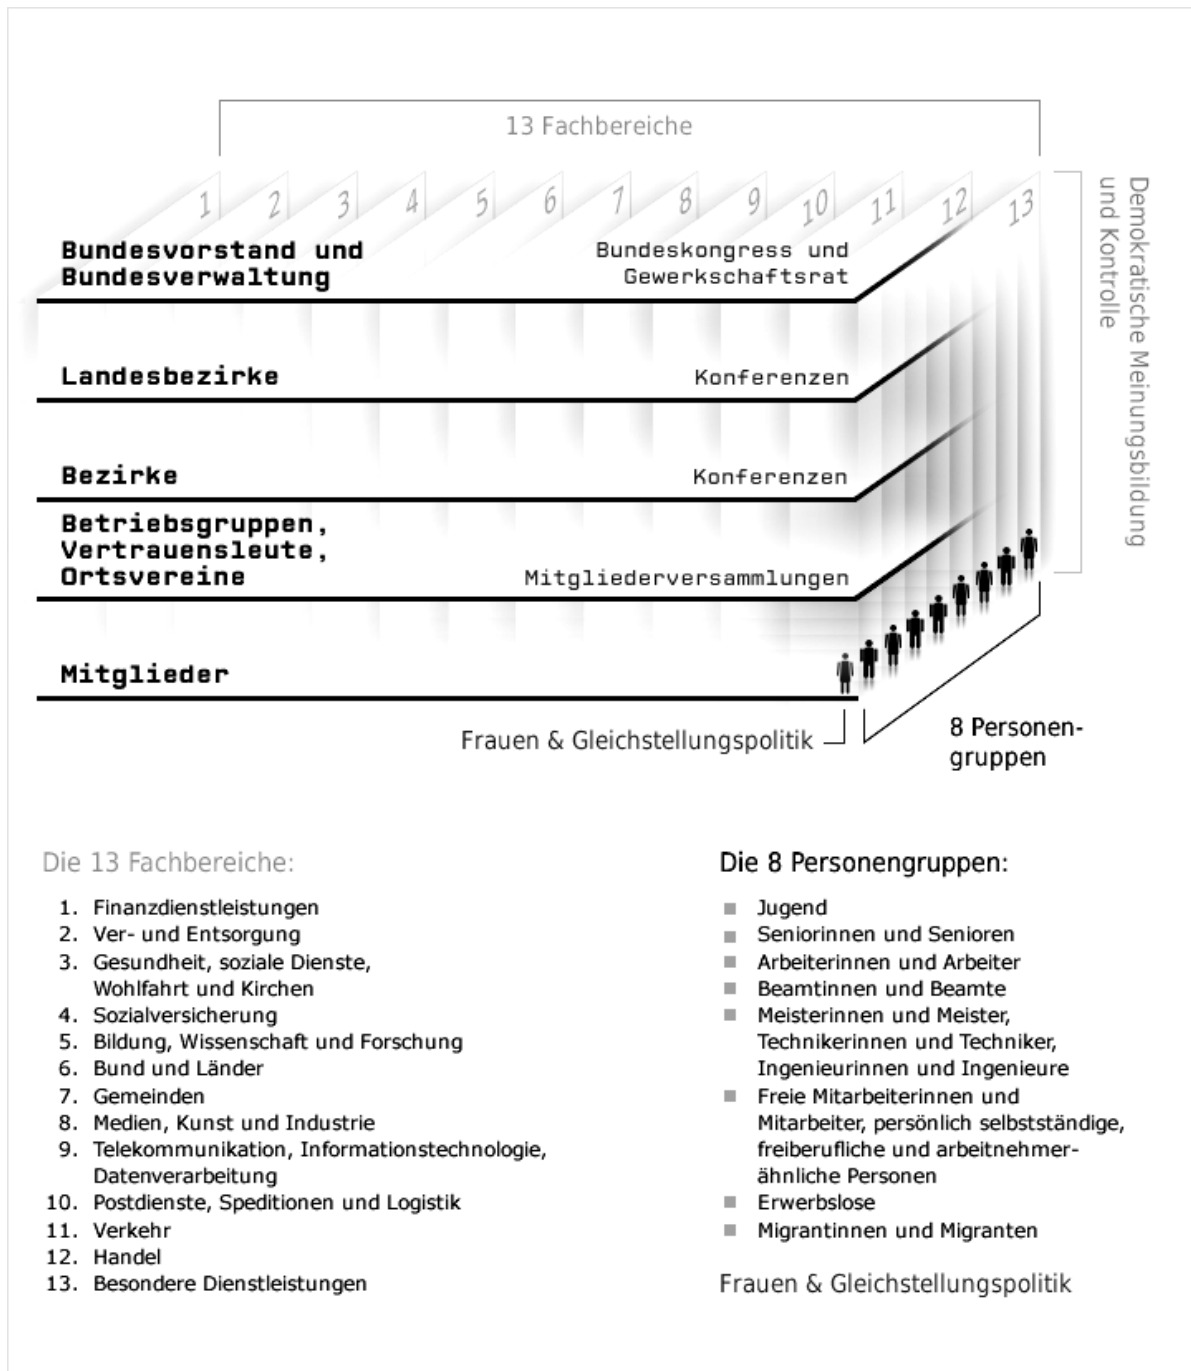 13 Fachbereiche
1 2 3 4 5 6 7 8 9 10 11 12 13
Demokratische Meinungsbildung
und Kontrolle
Bundesvorstand und
Bundesverwaltung
Bundeskongress und
Gewerkschaftsrat
Landesbezirke
Konferenzen
Bezirke
Konferenzen
Betriebsgruppen,
Vertrauensleute,
Ortsvereine
Mitgliederversammlungen
Mitglieder
Frauen & Gleichstellungspolitik
8 Personen-
gruppen
Die 13 Fachbereiche:
1. Finanzdienstleistungen
2. Ver- und Entsorgung
3. Gesundheit, soziale Dienste,
Wohlfahrt und Kirchen
4. Sozialversicherung
5. Bildung, Wissenschaft und Forschung
6. Bund und Länder
7. Gemeinden
8. Medien, Kunst und Industrie
9. Telekommunikation, Informationstechnologie,
Datenverarbeitung
10. Postdienste, Speditionen und Logistik
11. Verkehr
12. Handel
13. Besondere Dienstleistungen
Die 8 Personengruppen:
Jugend
Seniorinnen und Senioren
Arbeiterinnen und Arbeiter
Beamtinnen und Beamte
Meisterinnen und Meister,
Technikerinnen und Techniker,
Ingenieurinnen und Ingenieure
Freie Mitarbeiterinnen und
Mitarbeiter, persönlich selbstständige,
freiberufliche und arbeitnehmer-
ähnliche Personen
Erwerbslose
Migrantinnen und Migranten
Frauen & Gleichstellungspolitik